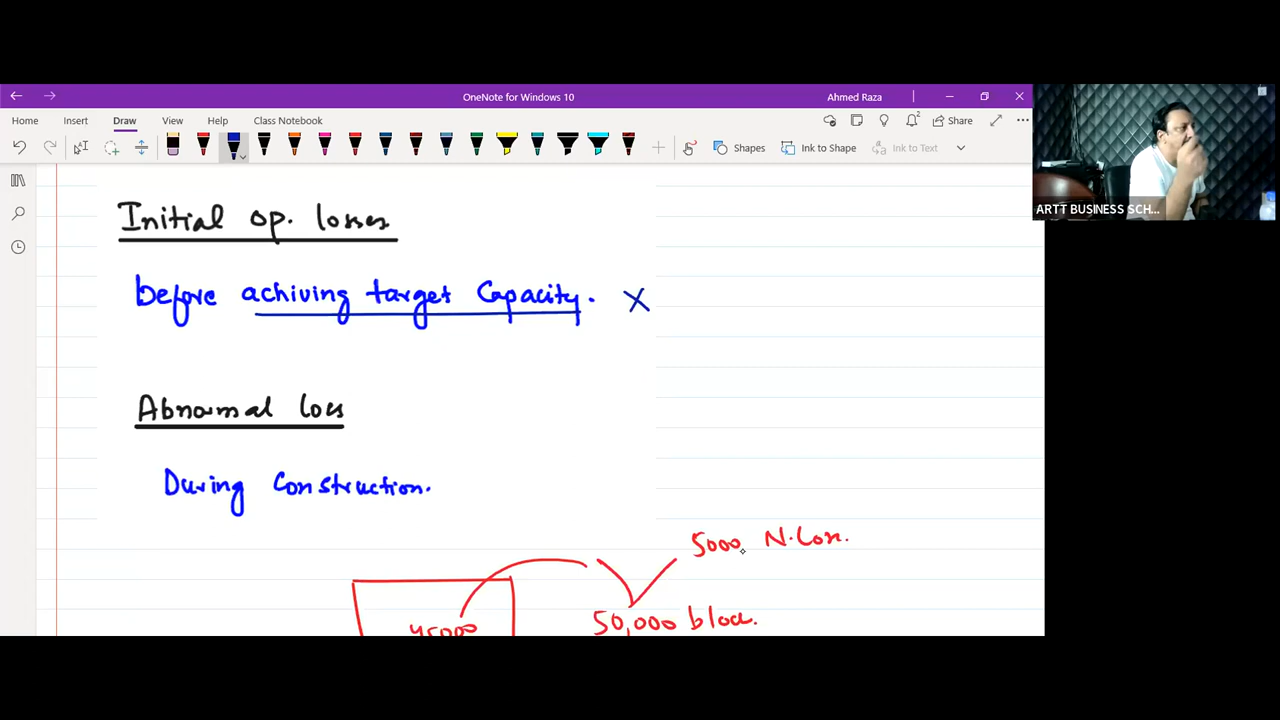 OneNote for Windows 10
Ahmed Raza
Home Insert Draw View Help Class Notebook
Share
Shapes Ink to Shape Ink to Text
ARTT BUSINESS SCH...
Initial op. losses
before achiving target Capacity. X
Abnormal loss
During Construction.
5000 N.Loss.
45000
50,000 block.